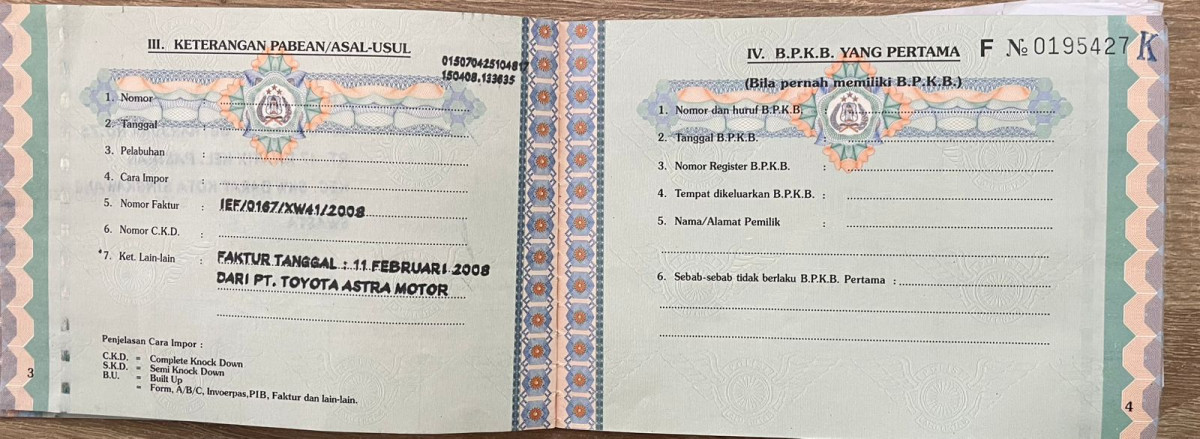 III. KETERANGAN PABEAN/ASAL-USUL
015070425104817
150408.133635
1. Nomor :
2. Tanggal :
3. Pelabuhan :
4. Cara Impor :
5. Nomor Faktur : IEF/0167/XW41/2008
6. Nomor C.K.D. :
*7. Ket. Lain-lain : FAKTUR TANGGAL : 11 FEBRUARI 2008
DARI PT. TOYOTA ASTRA MOTOR
Penjelasan Cara Impor :
C.K.D. = Complete Knock Down
S.K.D. = Semi Knock Down
B.U. = Built Up
= Form, A/B/C, Invoerpas,PIB, Faktur dan lain-lain.
3
IV. B.P.K.B. YANG PERTAMA
F № 0195427 K
(Bila pernah memiliki B.P.K.B.)
1. Nomor dan huruf B.P.K.B.
2. Tanggal B.P.K.B.
3. Nomor Register B.P.K.B. :
4. Tempat dikeluarkan B.P.K.B. :
5. Nama/Alamat Pemilik :
6. Sebab-sebab tidak berlaku B.P.K.B. Pertama :
4